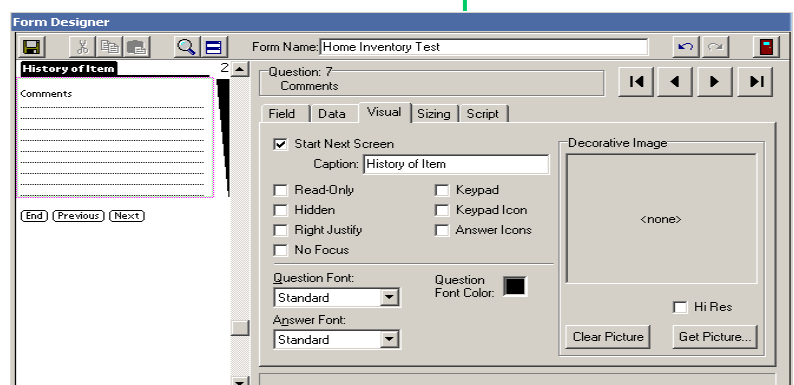 Form Designer
Form Name: Home Inventory Test
History of Item 2
Comments
End Previous Next
Question: 7
Comments
Field Data Visual Sizing Script
Start Next Screen
Caption: History of Item
Read-Only Keypad
Hidden Keypad Icon
Right Justify Answer Icons
No Focus
Question Font: Question
Font Color:
Standard
Answer Font:
Standard
Decorative Image
<none>
Hi Res
Clear Picture Get Picture...